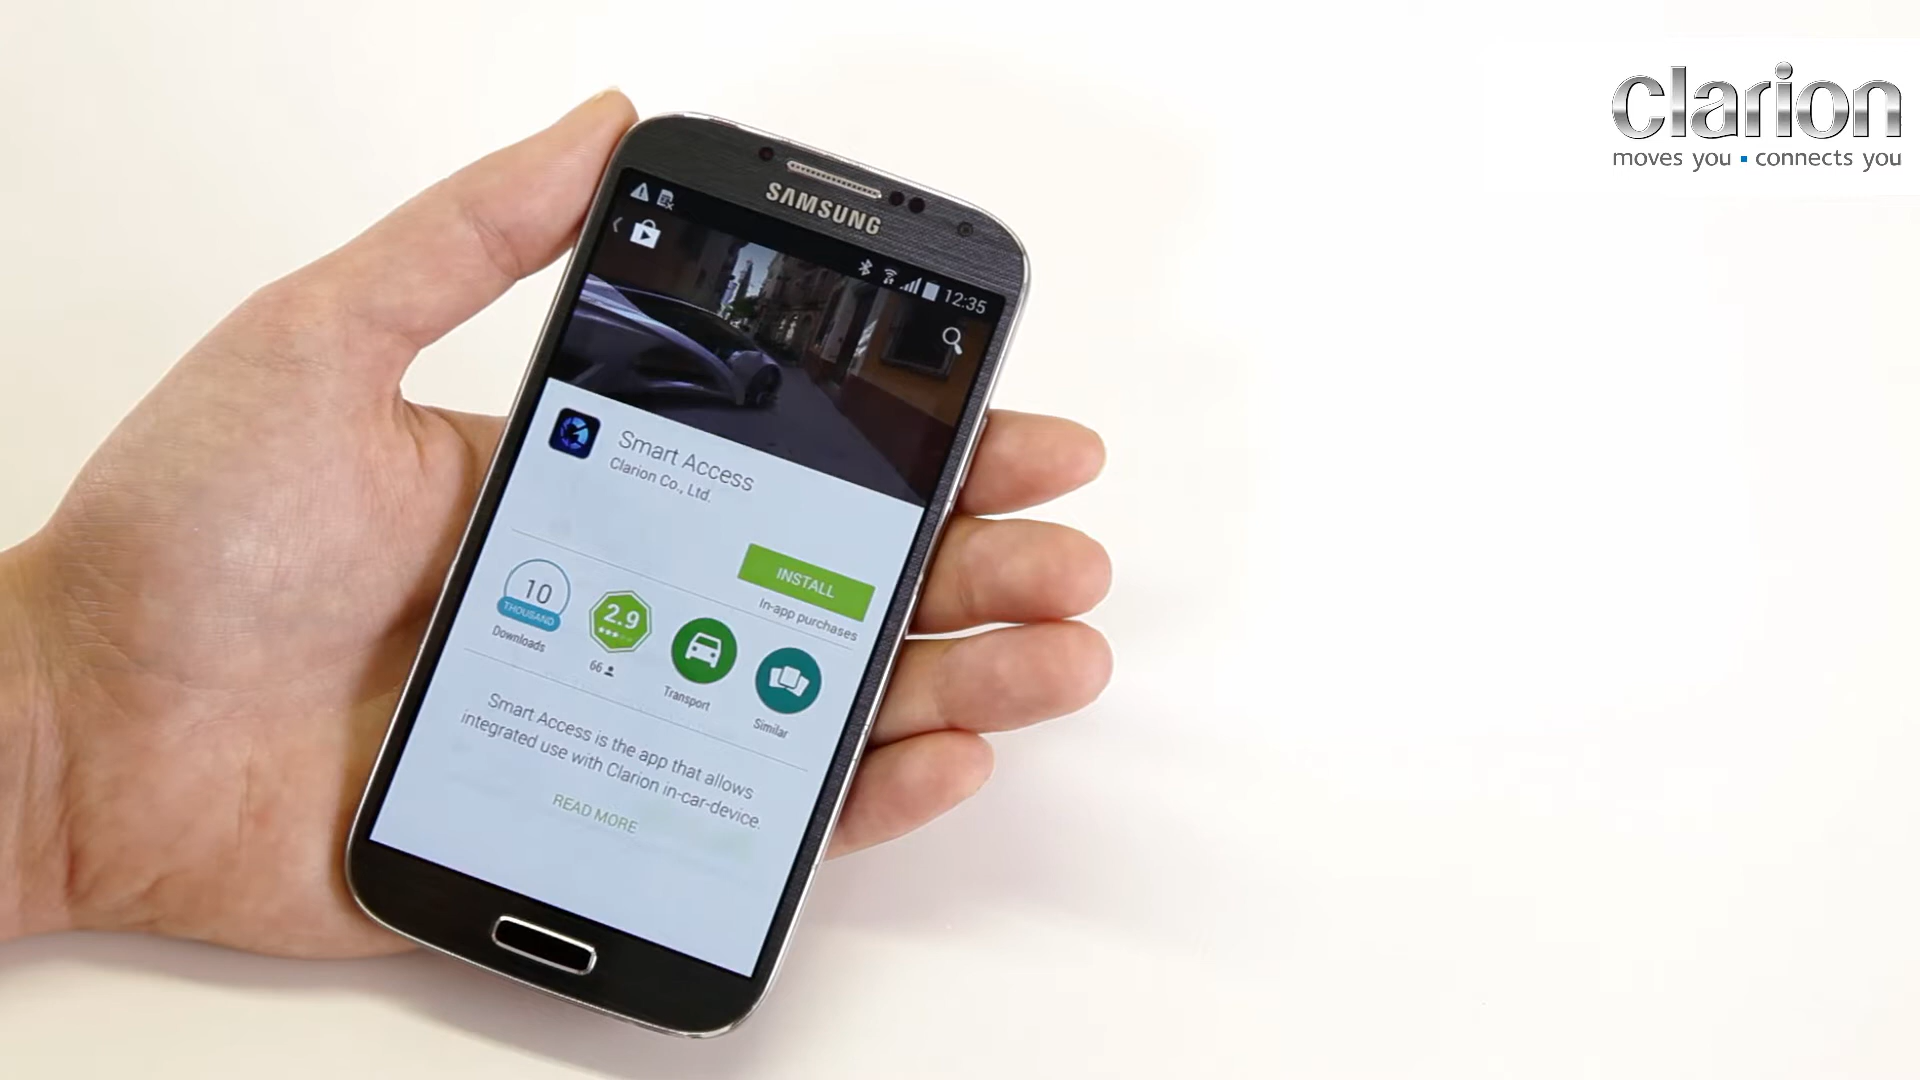 clarion
moves you connects you
SAMSUNG
12:35
Smart Access
Clarion Co., Ltd.
INSTALL
In-app purchases
10
THOUSAND
Downloads
2.9
66
Transport
Similar
Smart Access is the app that allows
integrated use with Clarion in-car-device.
READ MORE